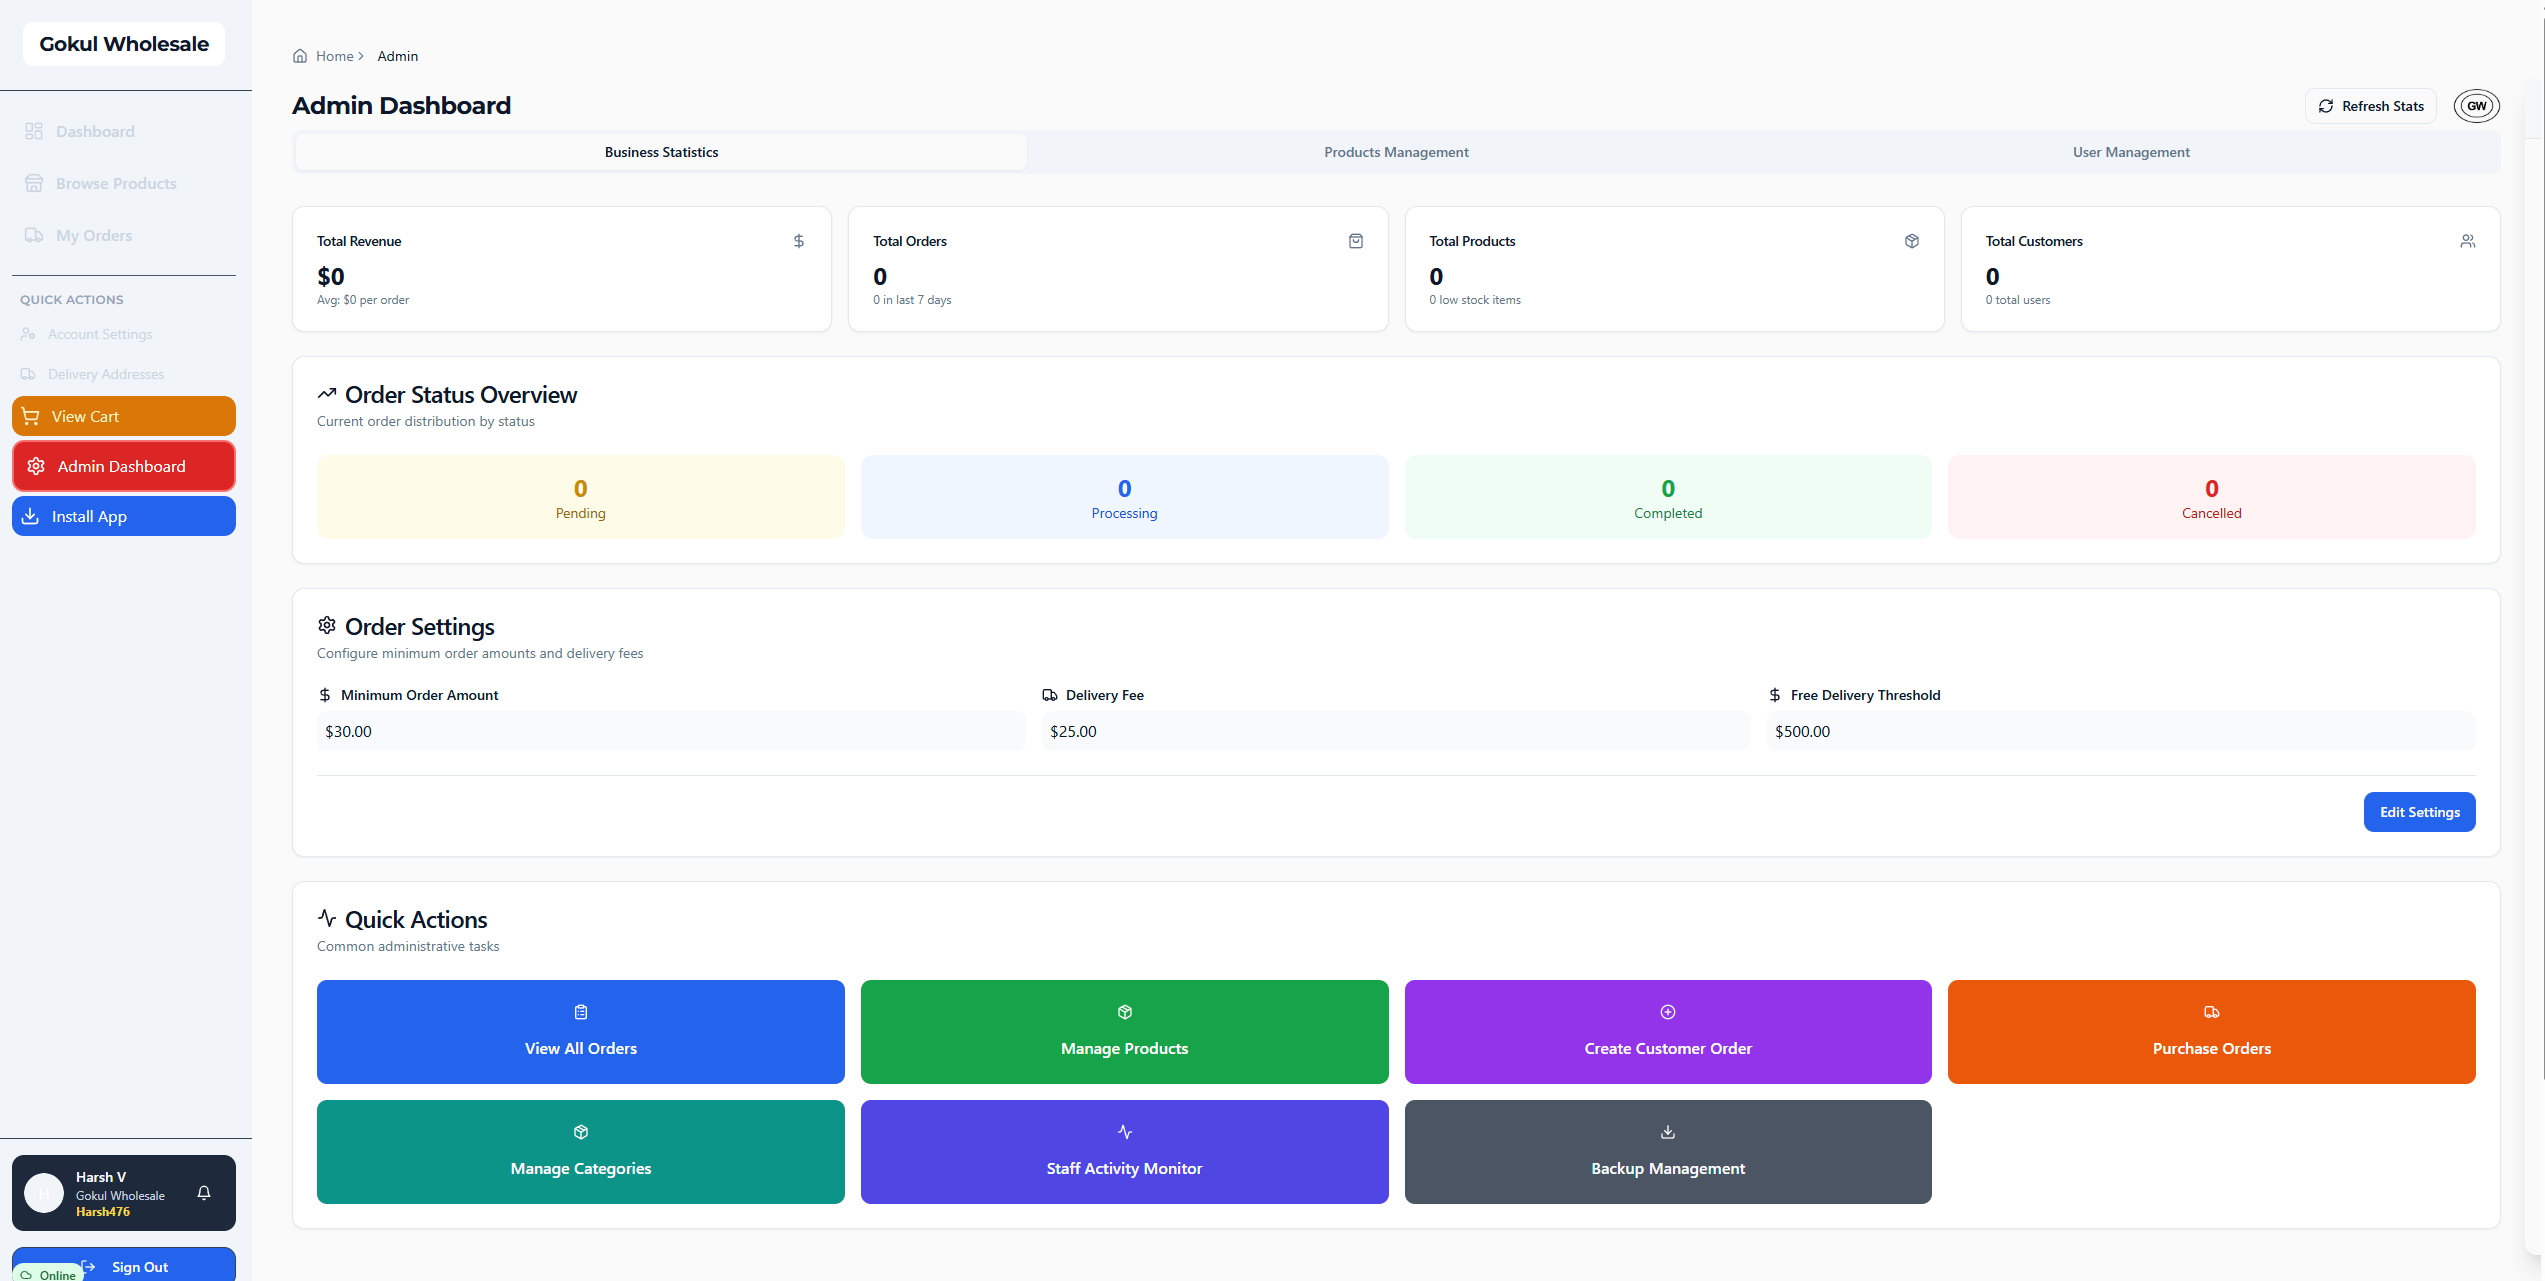 Gokul Wholesale
Dashboard
Browse Products
My Orders
QUICK ACTIONS
Account Settings
Delivery Addresses
View Cart
Admin Dashboard
Install App
H
Harsh V
Gokul Wholesale
Harsh476
Sign Out
Online
Home
Admin
Admin Dashboard
Refresh Stats
GW
Business Statistics
Products Management
User Management
Total Revenue
$0
Avg: $0 per order
Total Orders
0
0 in last 7 days
Total Products
0
0 low stock items
Total Customers
0
0 total users
Order Status Overview
Current order distribution by status
0
Pending
0
Processing
0
Completed
0
Cancelled
Order Settings
Configure minimum order amounts and delivery fees
Minimum Order Amount
$30.00
Delivery Fee
$25.00
Free Delivery Threshold
$500.00
Edit Settings
Quick Actions
Common administrative tasks
View All Orders
Manage Products
Create Customer Order
Purchase Orders
Manage Categories
Staff Activity Monitor
Backup Management